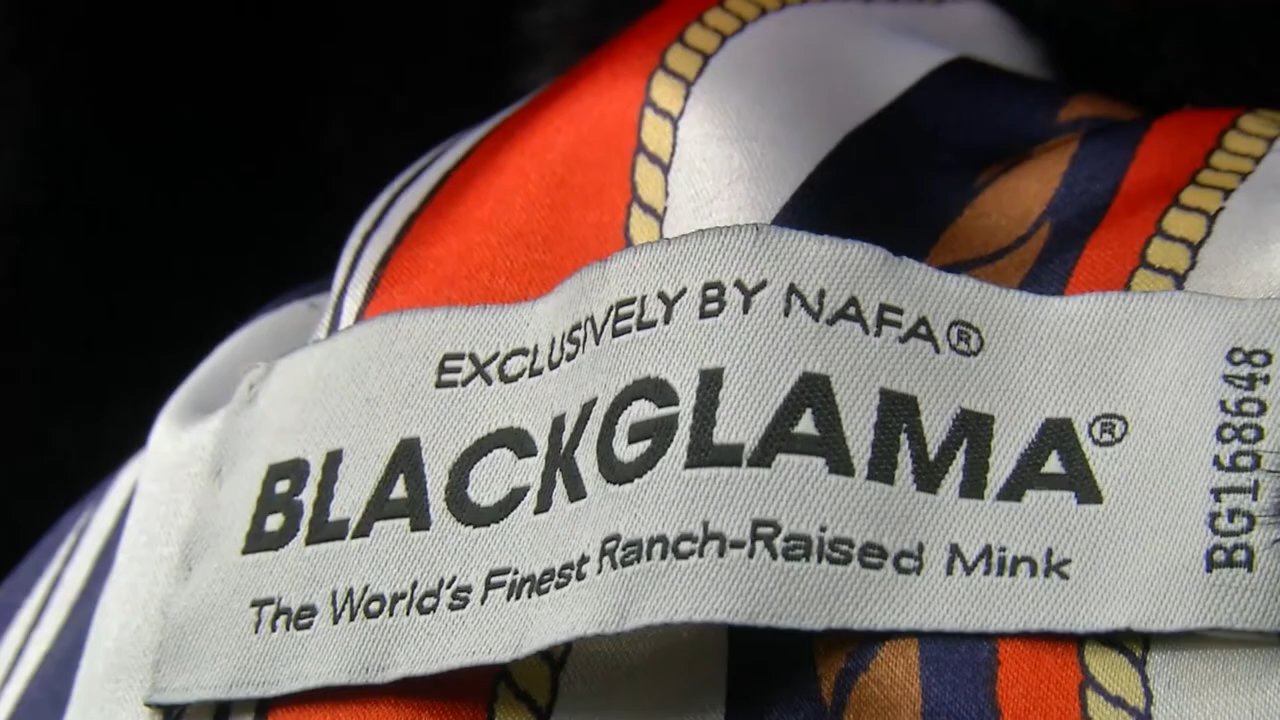 EXCLUSIVELY BY NAFA®
BLACKGLAMA®
The World's Finest Ranch-Raised Mink
BG168648